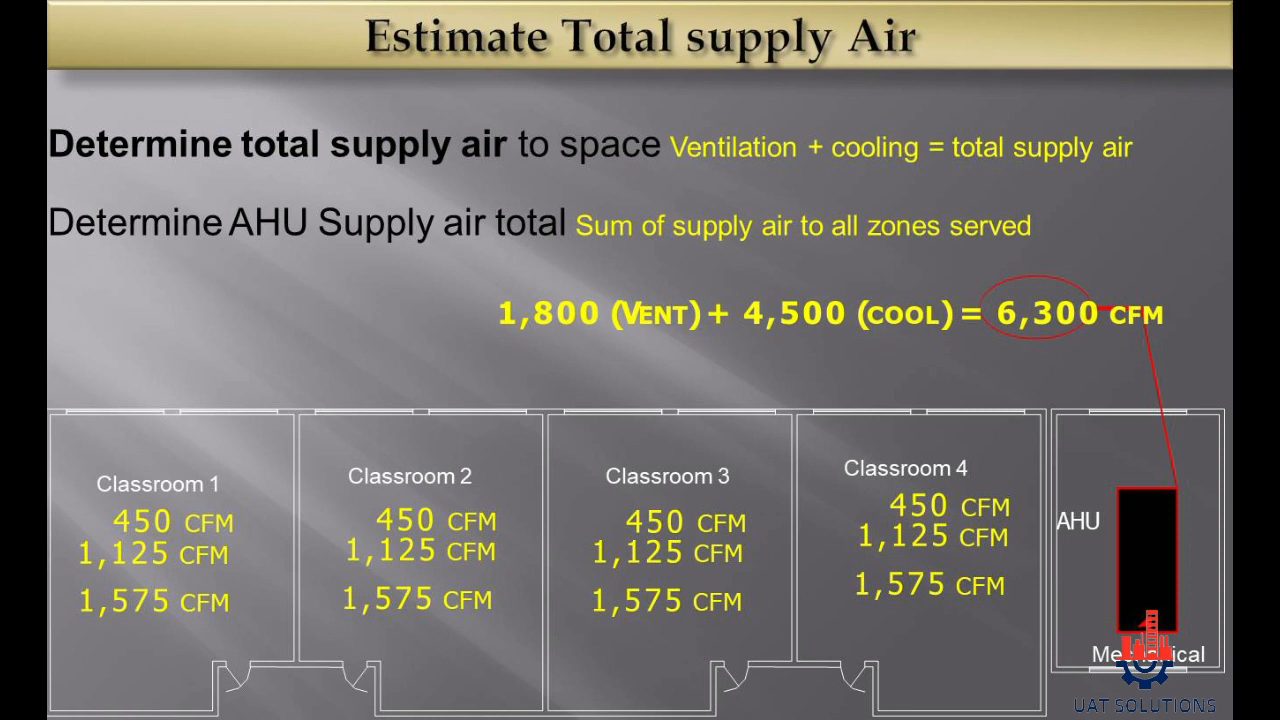 Estimate Total supply Air
Determine total supply air to space Ventilation + cooling = total supply air
Determine AHU Supply air total Sum of supply air to all zones served
1,800 (VENT) + 4,500 (COOL) = 6,300 CFM
Classroom 1
450 CFM
1,125 CFM
1,575 CFM
Classroom 2
450 CFM
1,125 CFM
1,575 CFM
Classroom 3
450 CFM
1,125 CFM
1,575 CFM
Classroom 4
450 CFM
1,125 CFM
1,575 CFM
AHU
Mechanical
UAT SOLUTIONS